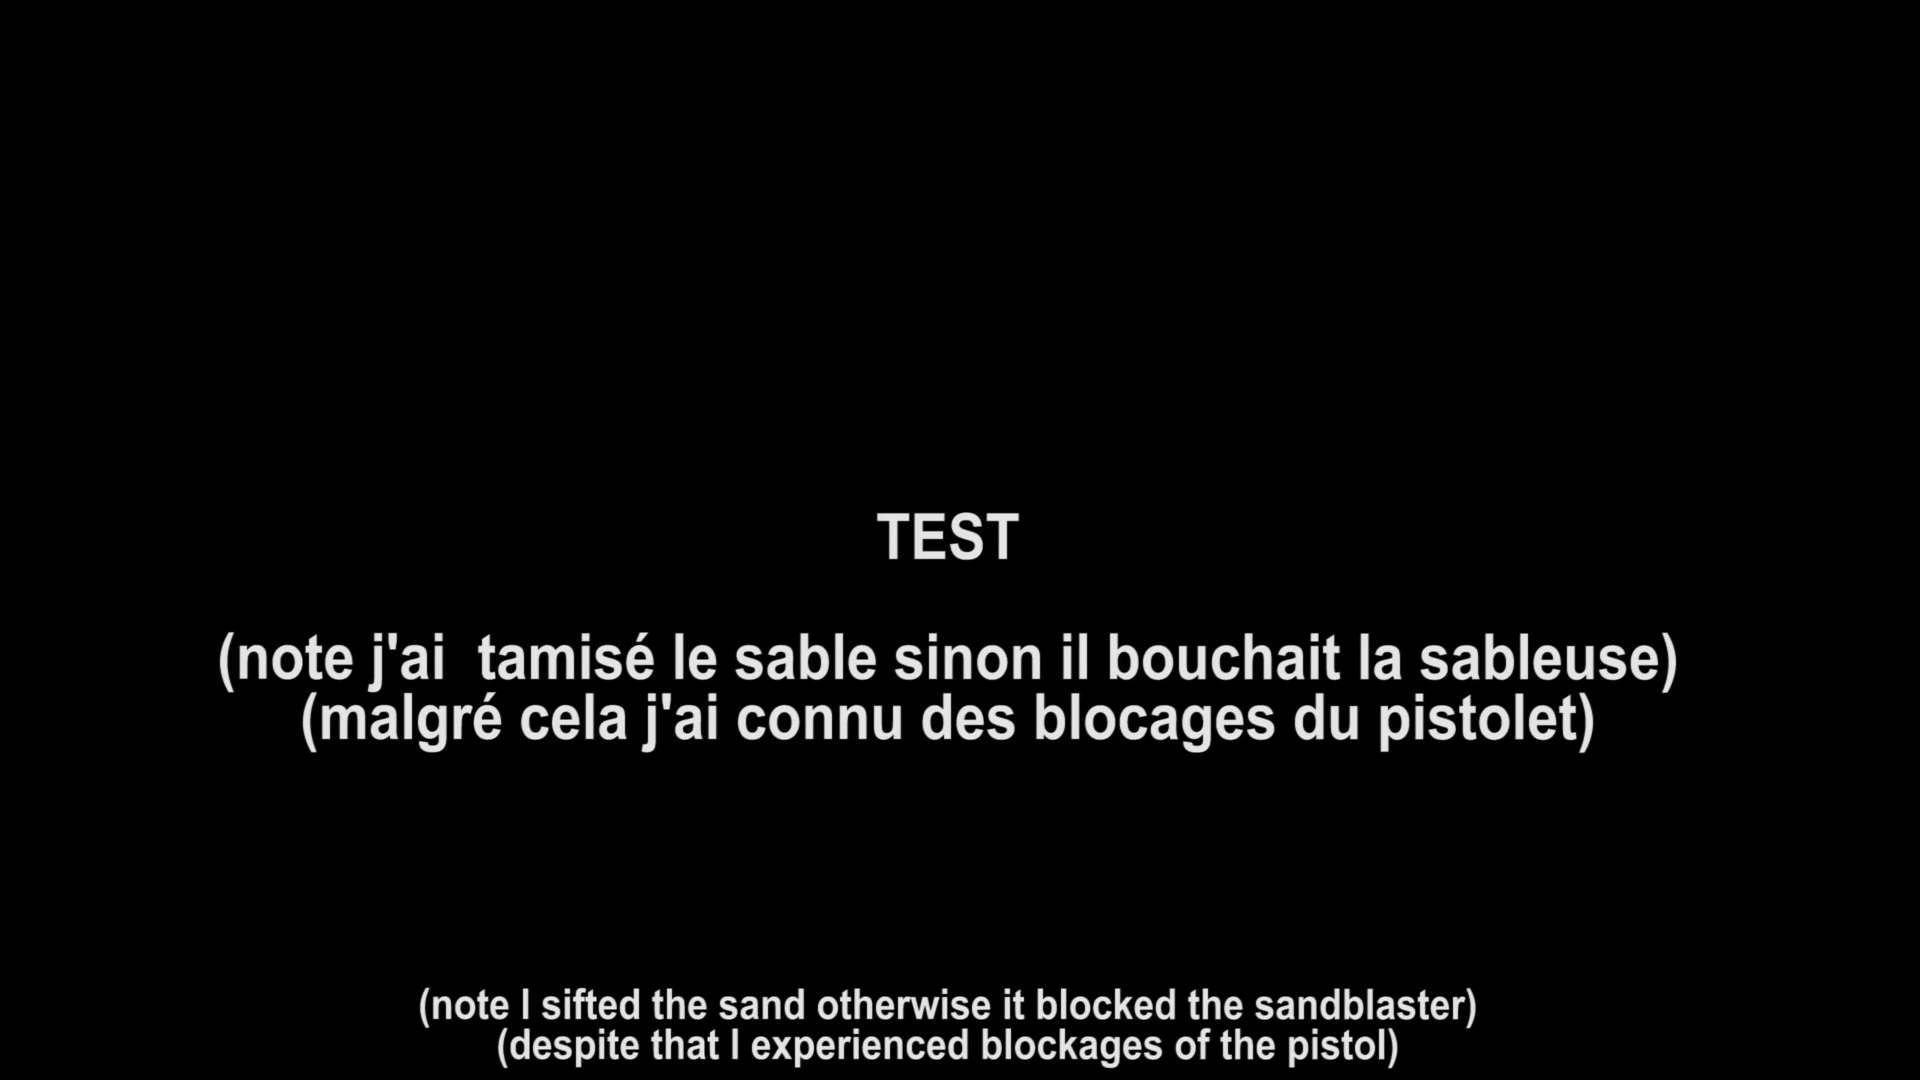 TEST
(note j'ai  tamisé le sable sinon il bouchait la sableuse)
(malgré cela j'ai connu des blocages du pistolet)
(note I sifted the sand otherwise it blocked the sandblaster)
(despite that I experienced blockages of the pistol)